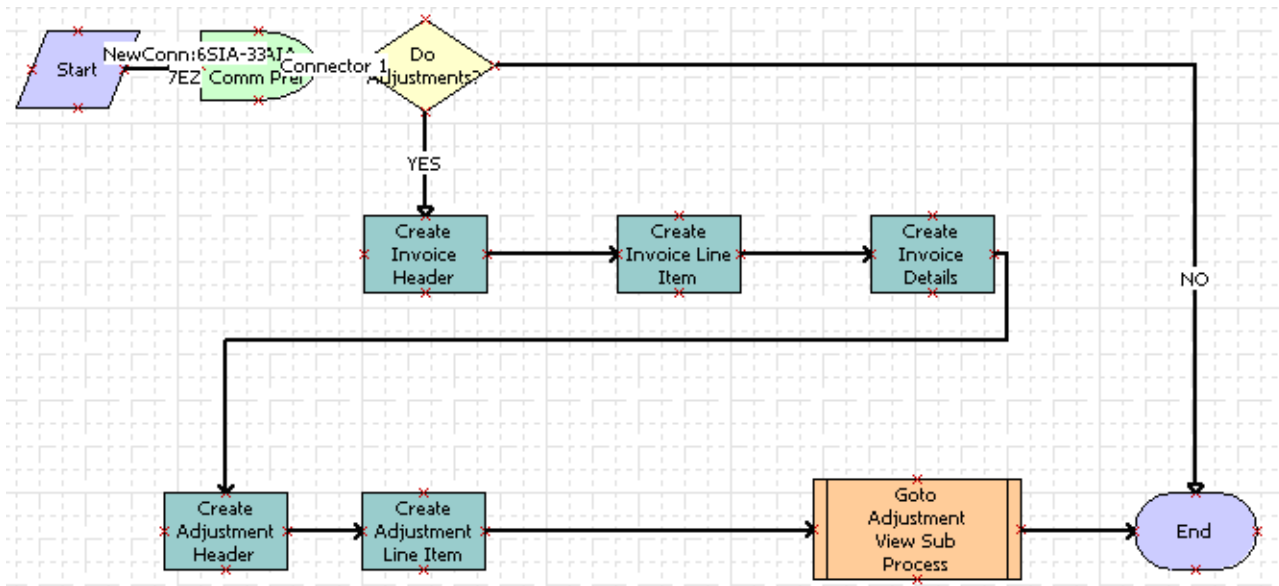 Start
NewConn:6SIA-33
7EZ
Comm Pre
Connector 1
Do
Adjustments?
YES
NO
Create
Invoice
Header
Create
Invoice Line
Item
Create
Invoice
Details
Create
Adjustment
Header
Create
Adjustment
Line Item
Goto
Adjustment
View Sub
Process
End